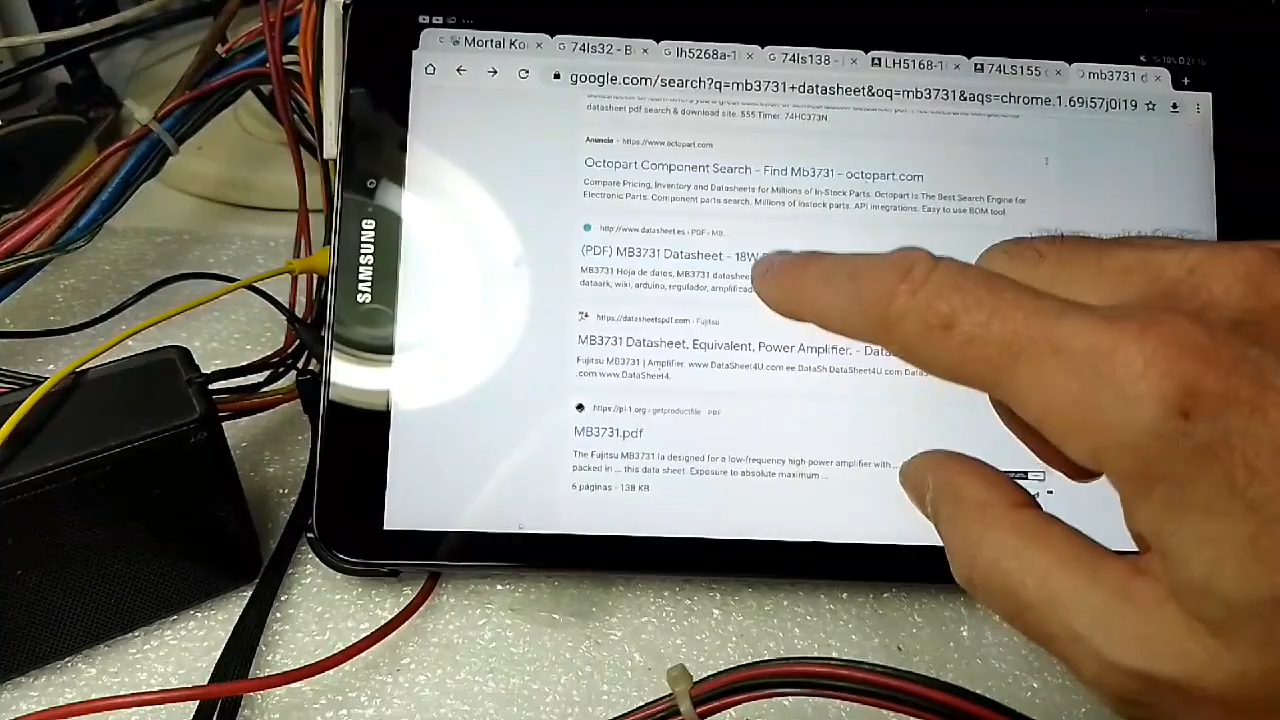 Mortal Ko
74ls32 - B
lh5268a-1
74ls138 -
LH5168-1
74LS155
mb3731 d
google.com/search?q=mb3731+datasheet&oq=mb3731&aqs=chrome.1.69i57j0i19
datasheet pdf search & download site. 555 Timer. 74HC373N.
Anuncio · https://www.octopart.com
Octopart Component Search - Find Mb3731 - octopart.com
Compare Pricing, Inventory and Datasheets for Millions of In-Stock Parts. Octopart Is The Best Search Engine for
Electronic Parts. Component parts search. Millions of instock parts. API integrations. Easy to use BOM tool
http://www.datasheet.es › PDF › MB...
(PDF) MB3731 Datasheet - 18W
MB3731 Hoja de datos, MB3731 datashee
dataark, wiki, arduino, regulador, amplificad
https://datasheetspdf.com › Fujitsu
MB3731 Datasheet, Equivalent, Power Amplifier. - Data
Fujitsu MB3731 | Amplifier. www DataSheet4U.com ee DataSh DataSheet4U.com DataS
.com www.DataSheet4.
https://pl-1.org › getproductfile PDF
MB3731.pdf
The Fujitsu MB3731 is designed for a low-frequency high power amplifier with ...
packed in ... this data sheet. Exposure to absolute maximum ...
6 páginas · 138 KB
SAMSUNG